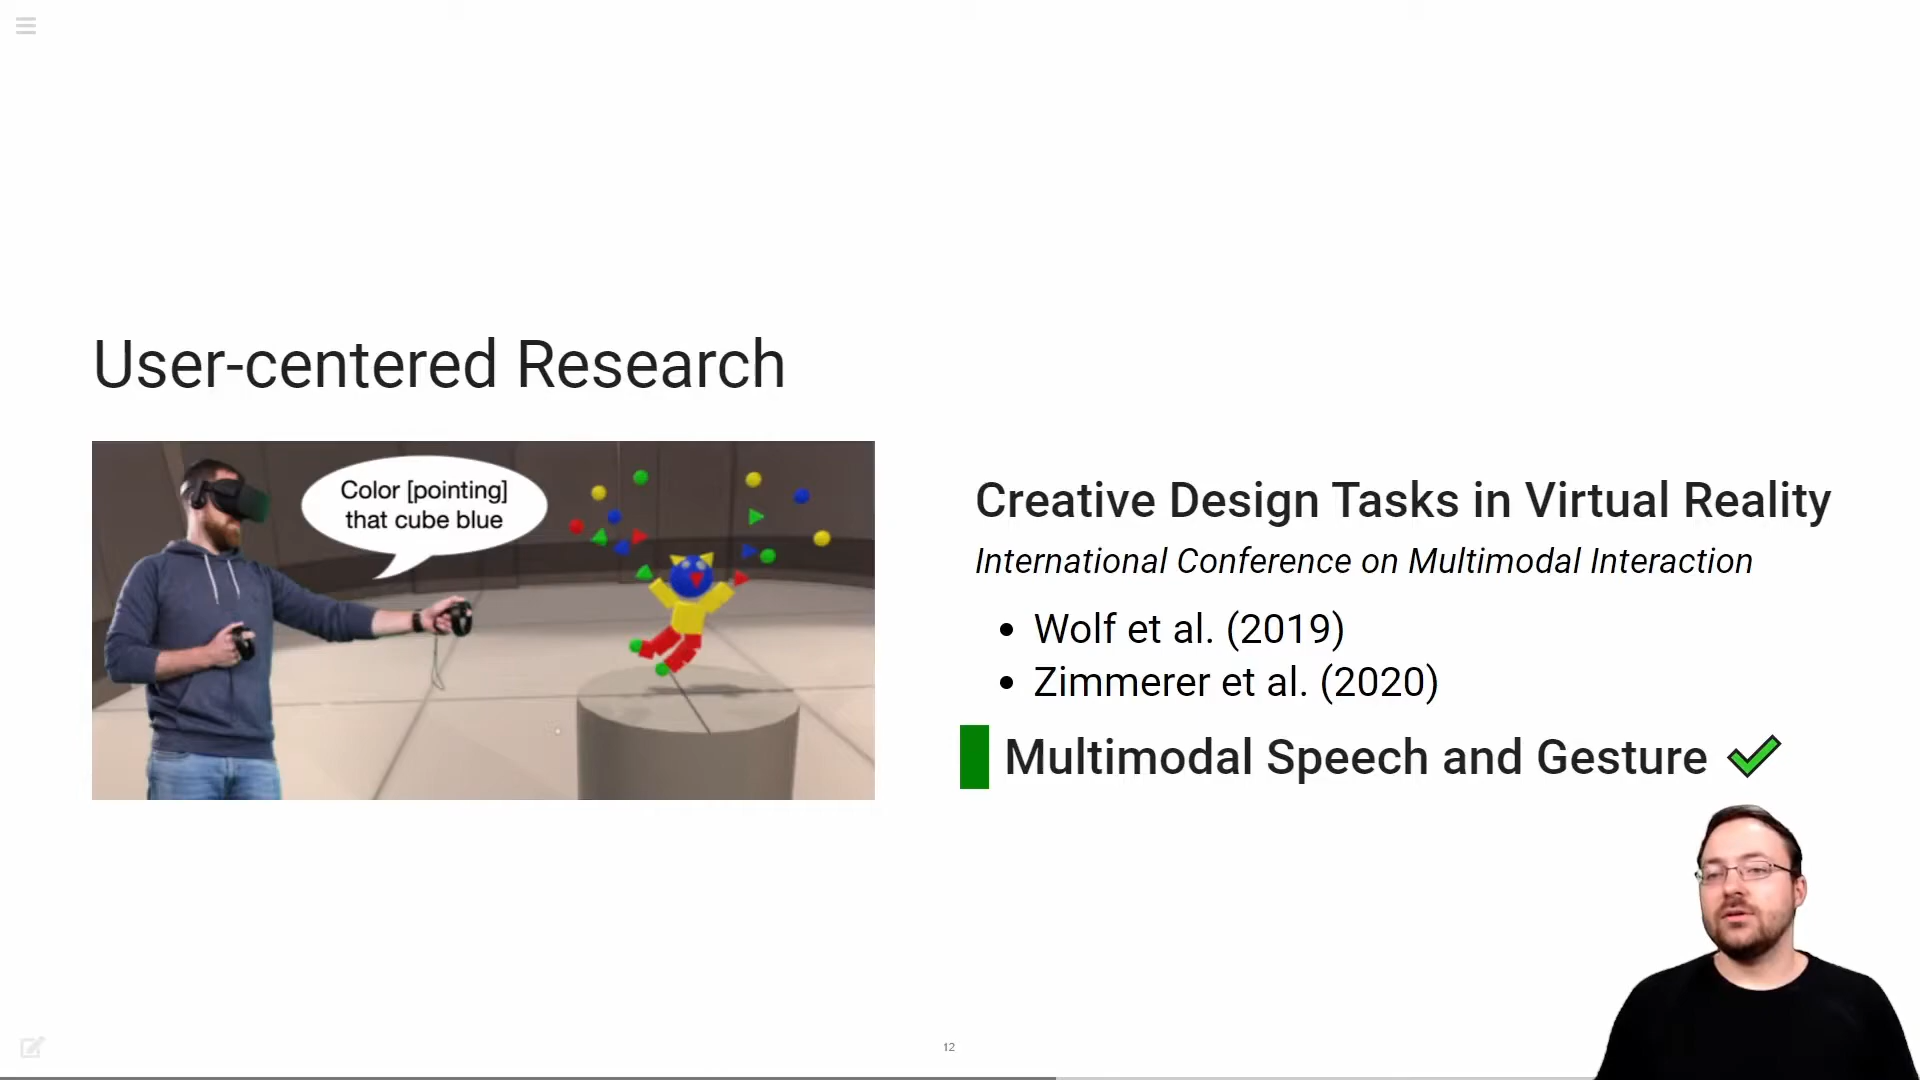 User-centered Research
Color [pointing]
that cube blue
Creative Design Tasks in Virtual Reality
International Conference on Multimodal Interaction
• Wolf et al. (2019)
• Zimmerer et al. (2020)
Multimodal Speech and Gesture ✔
12